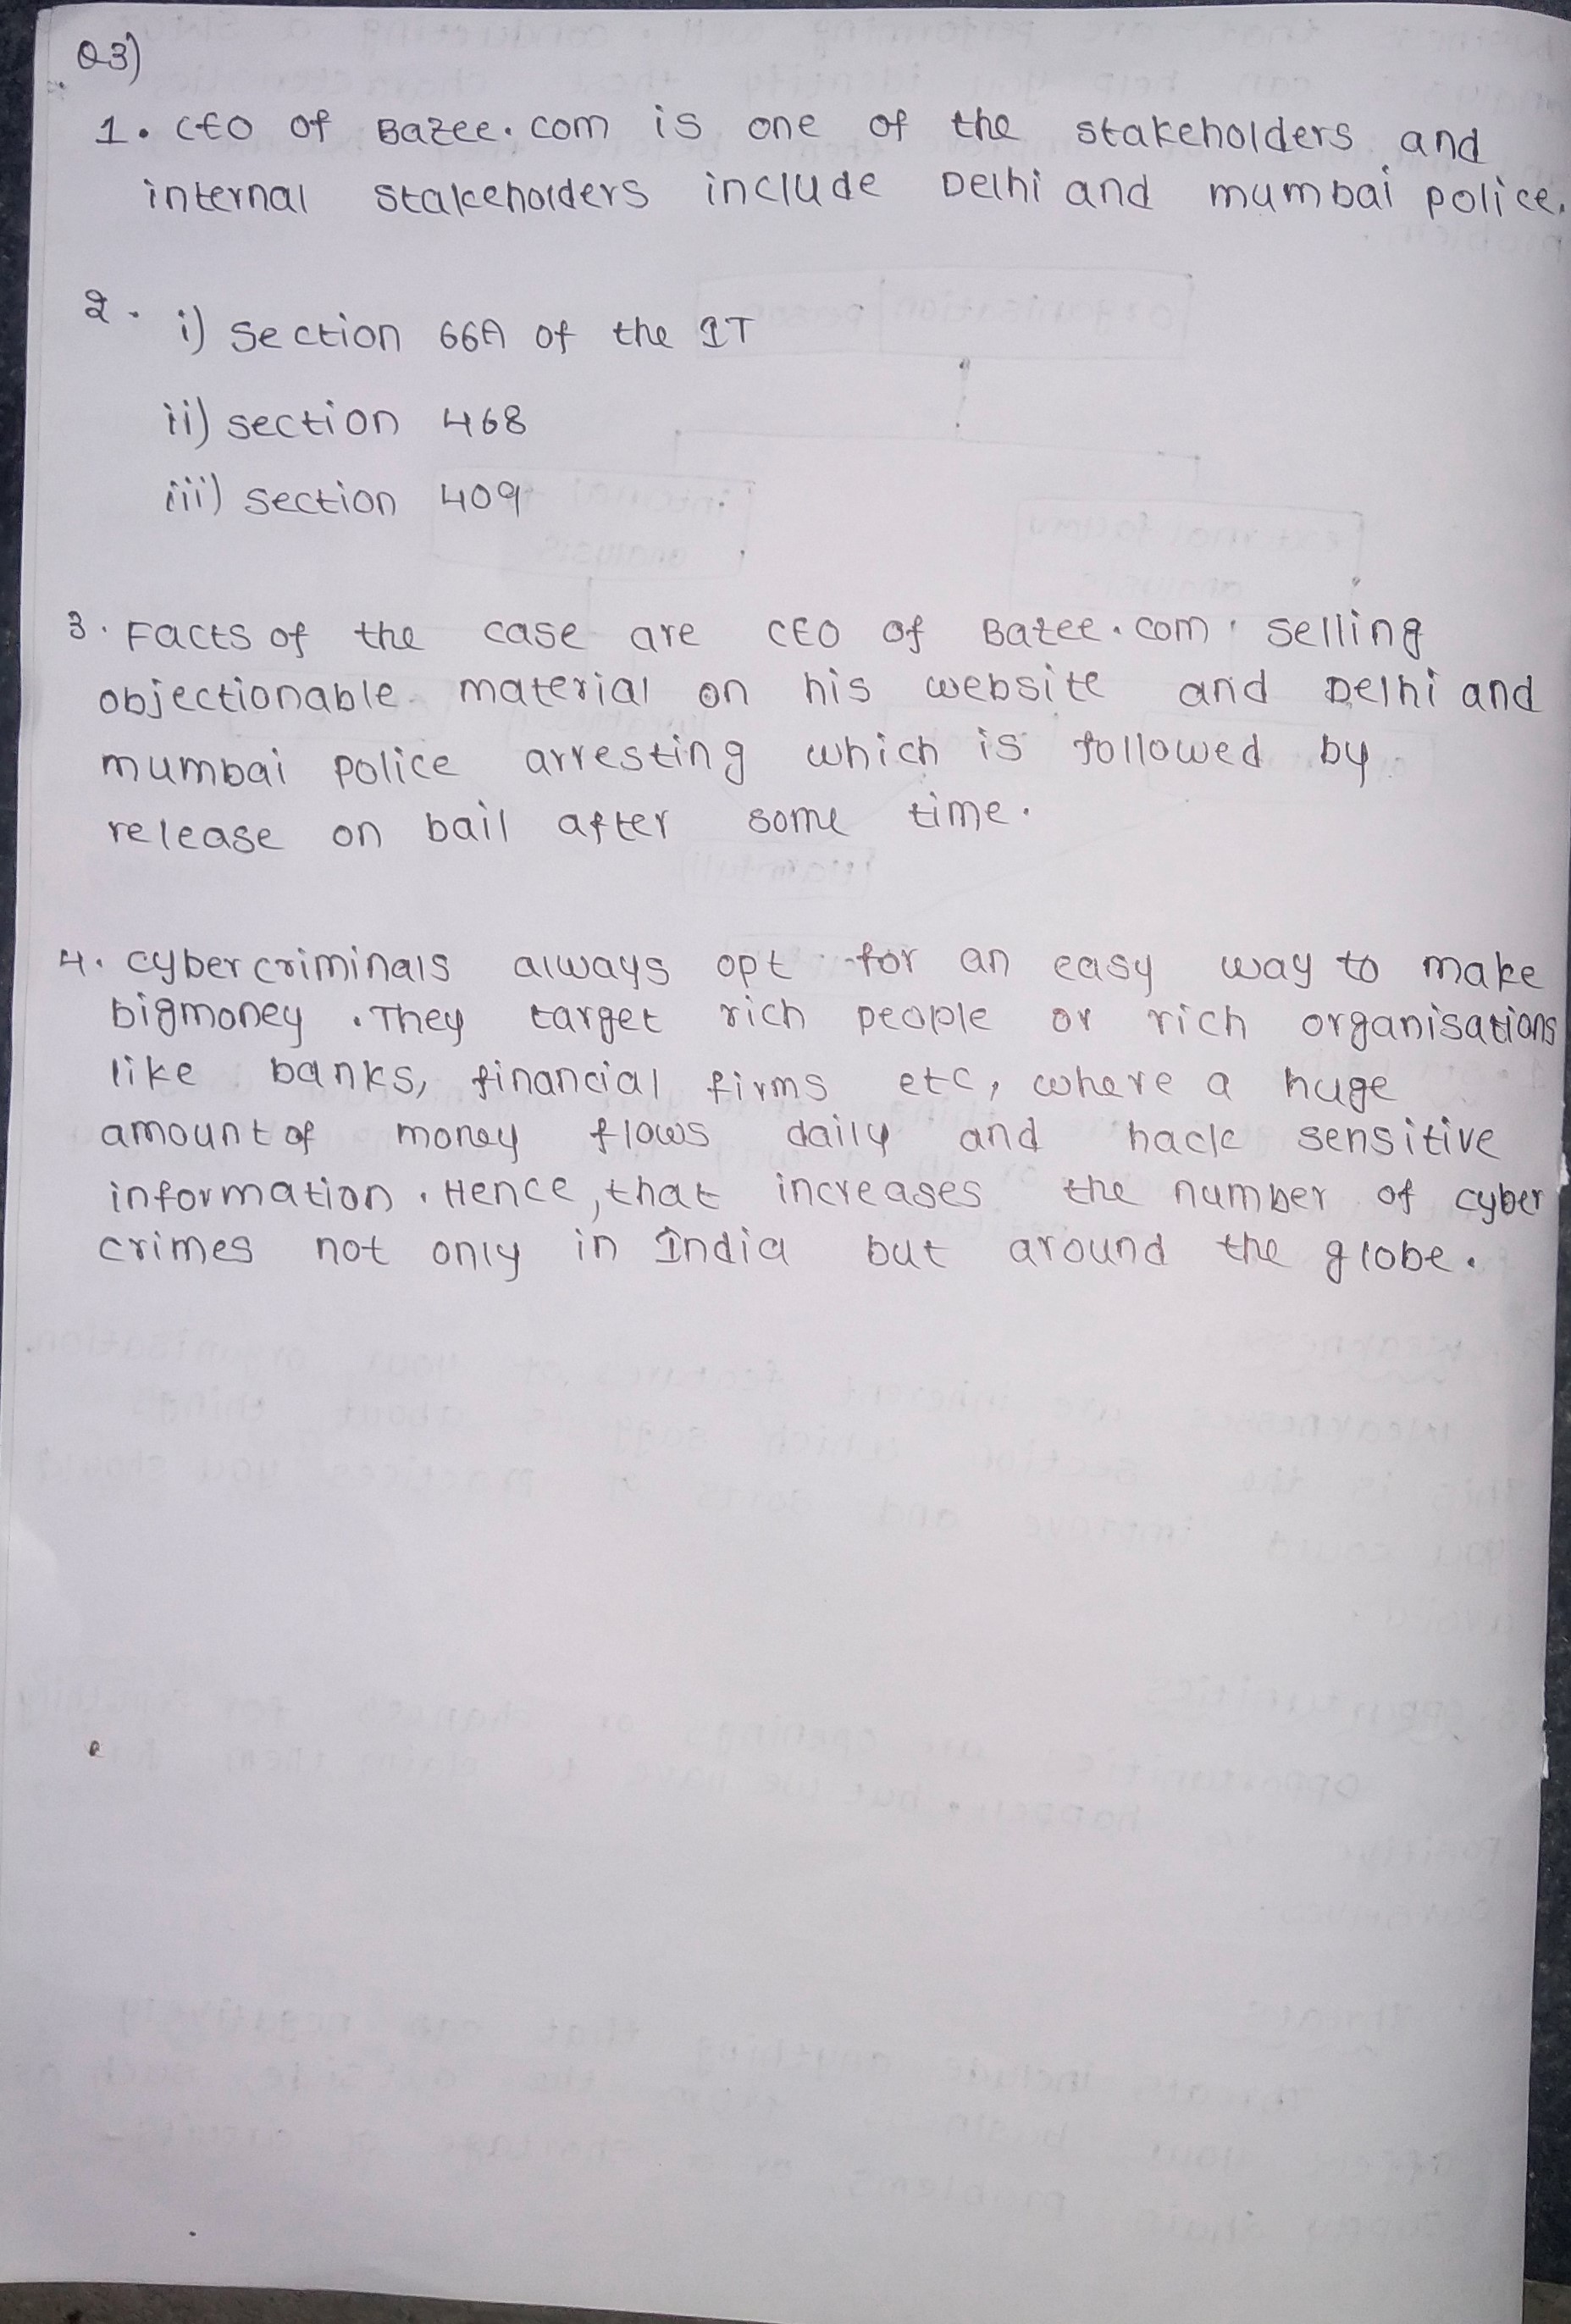 Q3)
1. CEO of Bazee.com is one of the stakeholders and
internal stakeholders include Delhi and mumbai police.
2. i) Section 66A of the IT
ii) section 468
iii) section 409
3. Facts of the case are CEO of Bazee.com selling
objectionable material on his website and Delhi and
mumbai police arresting which is followed by
release on bail after some time.
4. cyber criminals always opt for an easy way to make
bigmoney. They target rich people or rich organisations
like banks, financial firms etc, where a huge
amount of money flows daily and hack sensitive
information. Hence, that increases the number of cyber
crimes not only in India but around the globe.